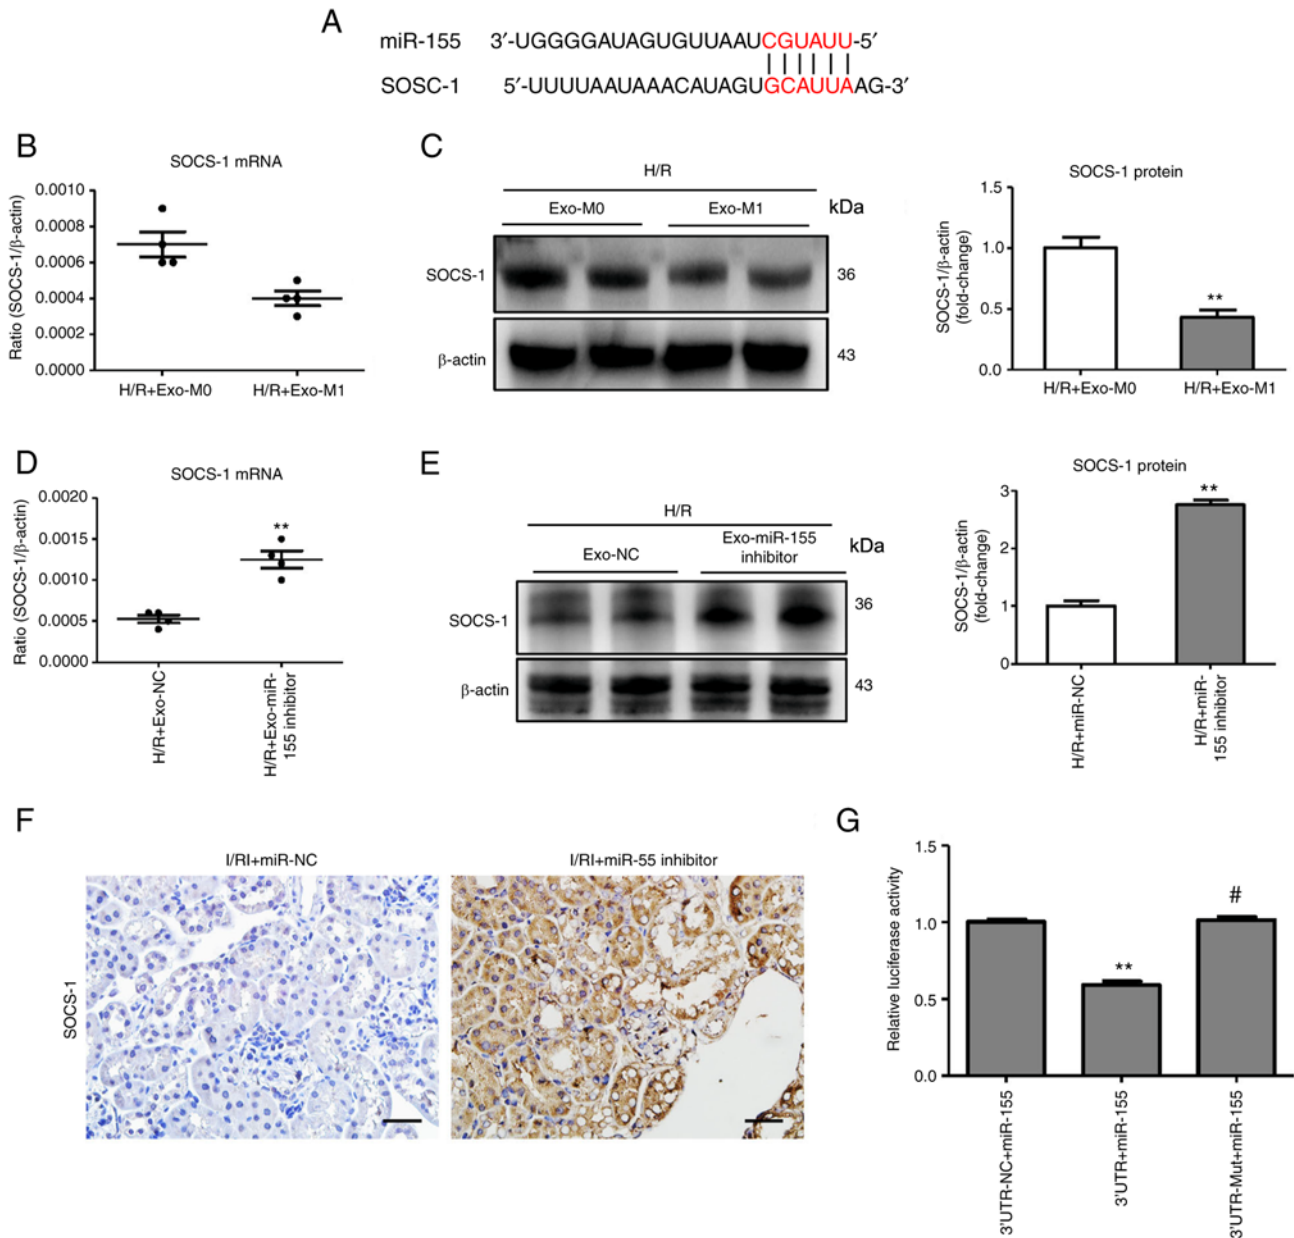 A
miR-155 3′-UGGGGAUAGUGUUAAUCGUAUU-5′
SOSC-1 5′-UUUUAAUAAACAUAGUGCAUUAAG-3′
B
SOCS-1 mRNA
Ratio (SOCS-1/β-actin)
0.0010
0.0008
0.0006
0.0004
0.0002
0.0000
H/R+Exo-M0 H/R+Exo-M1
C
H/R
Exo-M0 Exo-M1 kDa
SOCS-1 36
β-actin 43
SOCS-1 protein
SOCS-1/β-actin
(fold-change)
1.5
1.0
0.5
0.0
**
H/R+Exo-M0 H/R+Exo-M1
D
SOCS-1 mRNA
Ratio (SOCS-1/β-actin)
0.0020
0.0015
0.0010
0.0005
0.0000
**
H/R+Exo-NC
H/R+Exo-miR-
155 inhibitor
E
H/R
Exo-NC
Exo-miR-155
inhibitor
kDa
SOCS-1 36
β-actin 43
SOCS-1 protein
SOCS-1/β-actin
(fold-change)
3
2
1
0
**
H/R+miR-NC
H/R+miR-
155 inhibitor
F
I/RI+miR-NC I/RI+miR-55 inhibitor
SOCS-1
G
Relative luciferase activity
1.5
1.0
0.5
0.0
**
#
3'UTR-NC+miR-155
3'UTR+miR-155
3'UTR-Mut+miR-155